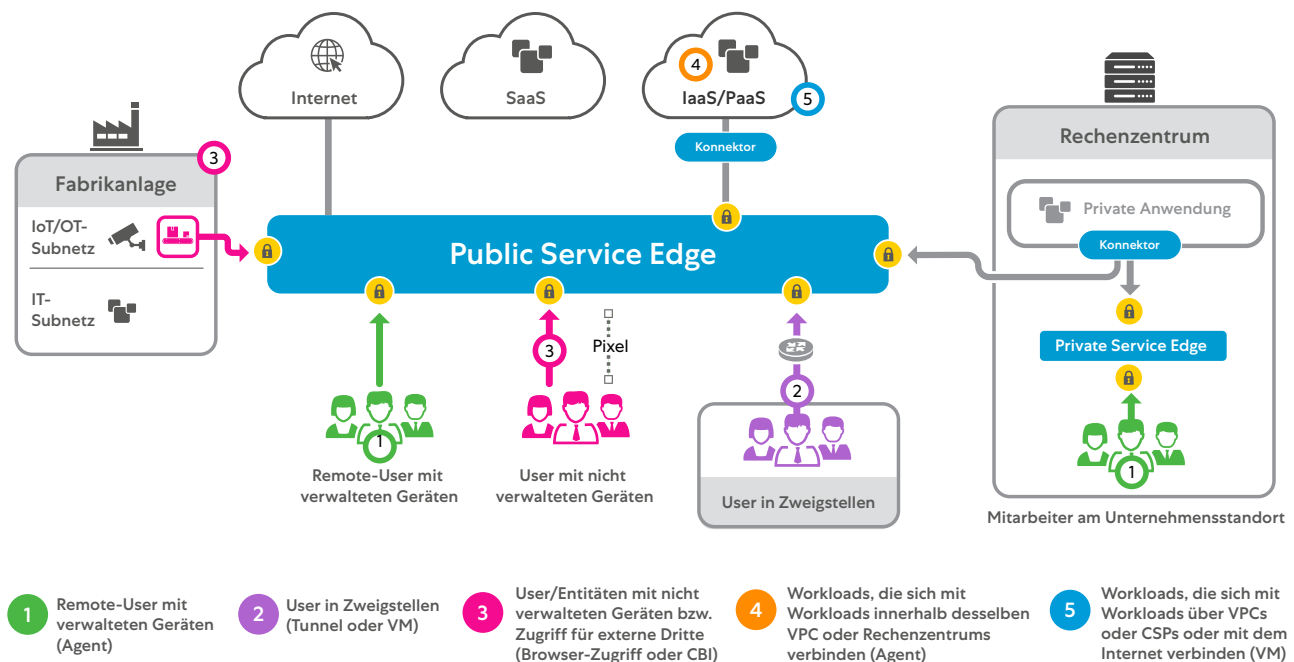 Internet
SaaS
4
IaaS/PaaS
5
Konnektor
3
Fabrikanlage
IoT/OT-
Subnetz
IT-
Subnetz
Public Service Edge
Rechenzentrum
Private Anwendung
Konnektor
Private Service Edge
1
Mitarbeiter am Unternehmensstandort
1
Remote-User mit
verwalteten Geräten
3
Pixel
User mit nicht
verwalteten Geräten
2
User in Zweigstellen
1
Remote-User mit
verwalteten Geräten
(Agent)
2
User in Zweigstellen
(Tunnel oder VM)
3
User/Entitäten mit nicht
verwalteten Geräten bzw.
Zugriff für externe Dritte
(Browser-Zugriff oder CBI)
4
Workloads, die sich mit
Workloads innerhalb desselben
VPC oder Rechenzentrums
verbinden (Agent)
5
Workloads, die sich mit
Workloads über VPCs
oder CSPs oder mit dem
Internet verbinden (VM)